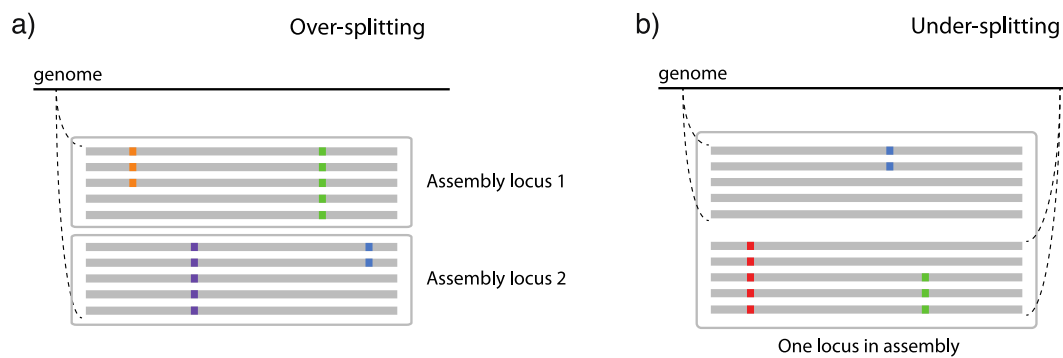 a)
Over-splitting
genome
Assembly locus 1
Assembly locus 2
b)
Under-splitting
genome
One locus in assembly